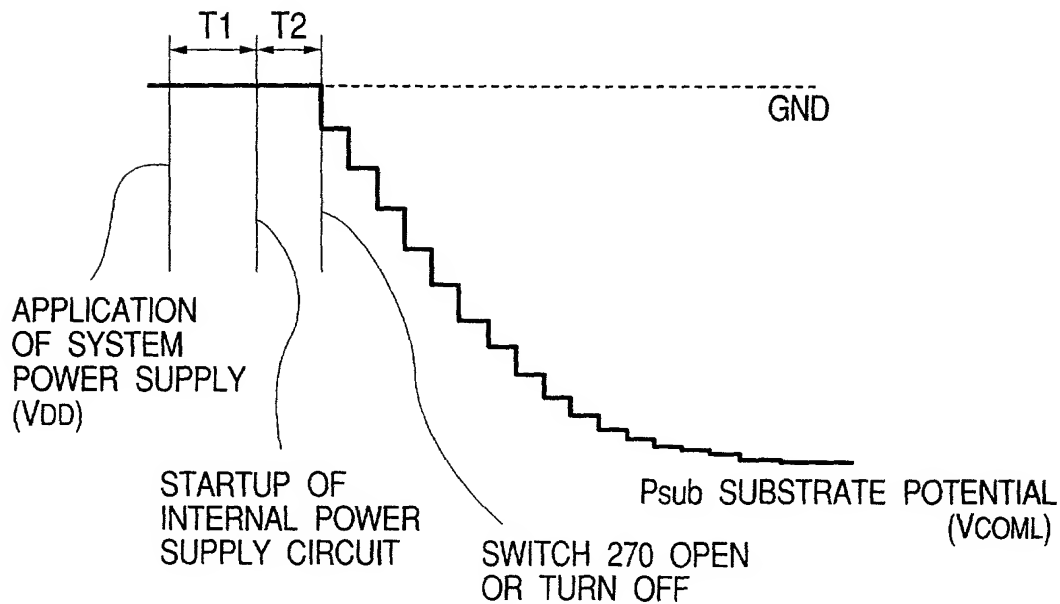 T1
T2
GND
APPLICATION
OF SYSTEM
POWER SUPPLY
(VDD)
STARTUP OF
INTERNAL POWER
SUPPLY CIRCUIT
SWITCH 270 OPEN
OR TURN OFF
Psub SUBSTRATE POTENTIAL
(VCOML)